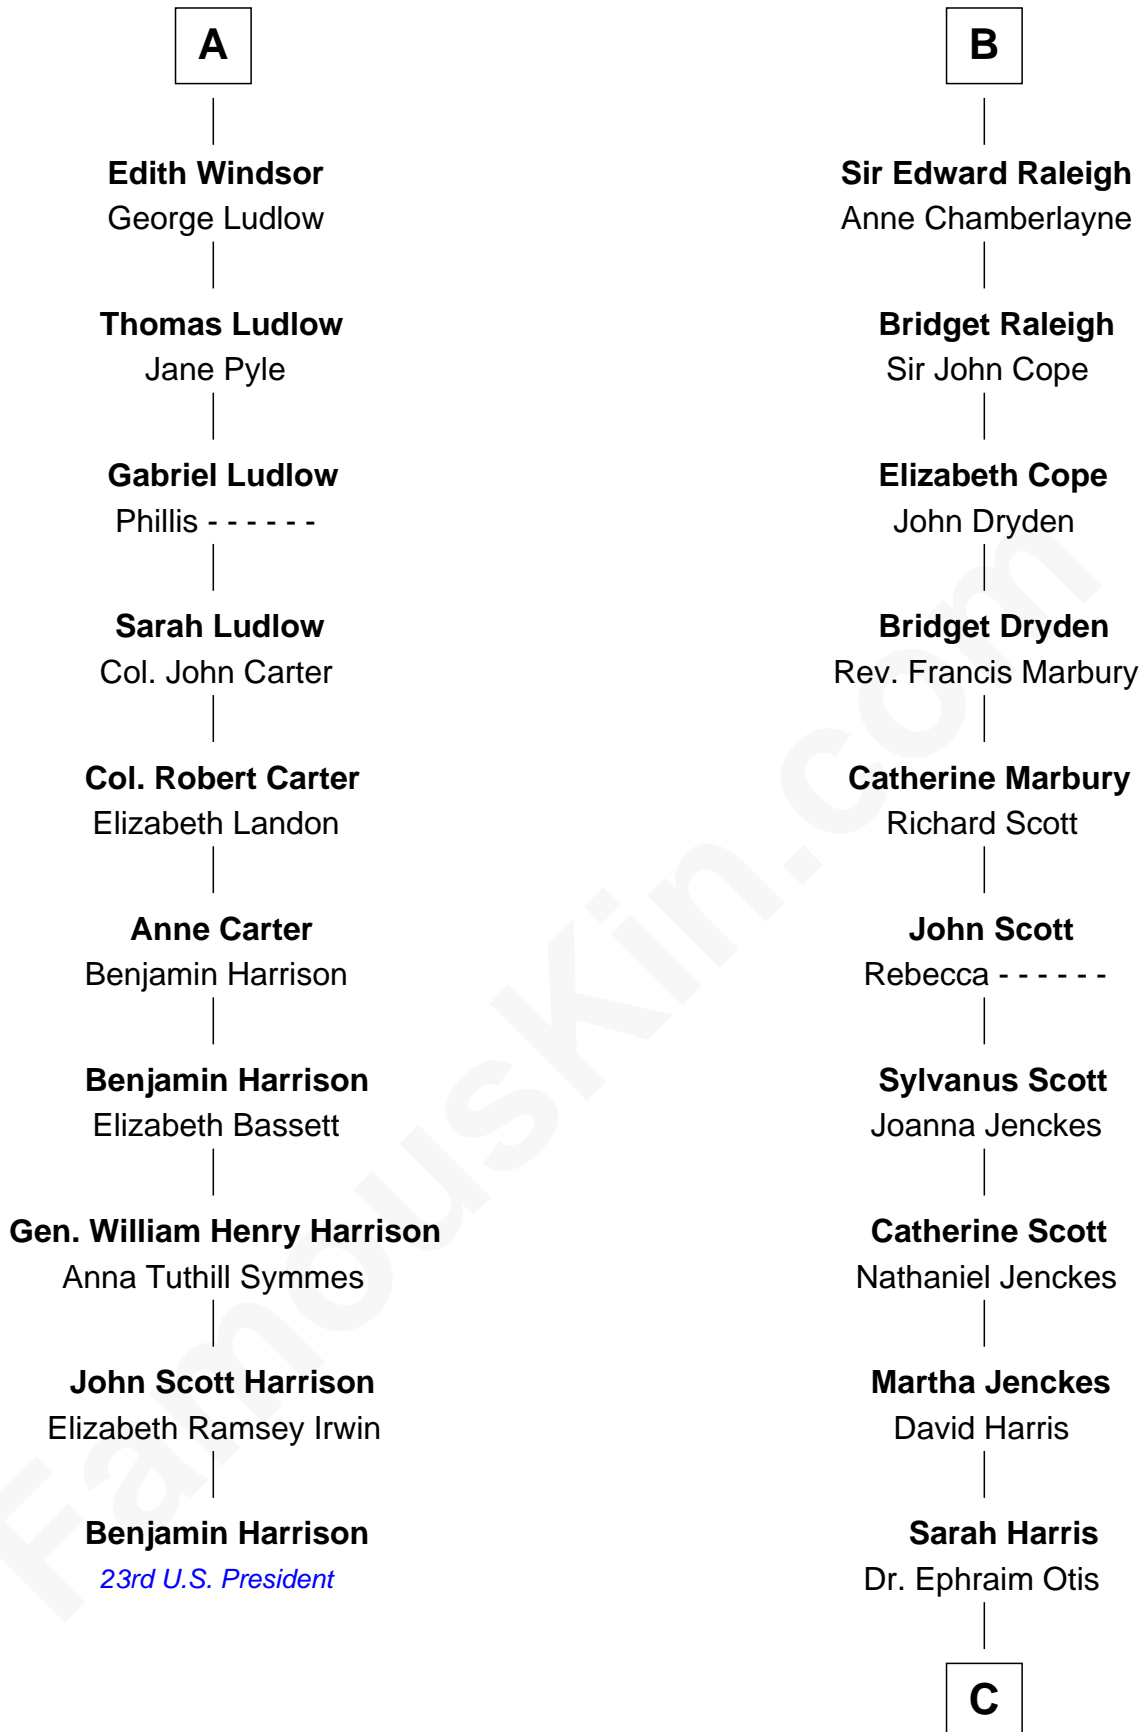 A
Edith Windsor
George Ludlow
Thomas Ludlow
Jane Pyle
Gabriel Ludlow
Phillis - - - - - -
Sarah Ludlow
Col. John Carter
Col. Robert Carter
Elizabeth Landon
Anne Carter
Benjamin Harrison
Benjamin Harrison
Elizabeth Bassett
Gen. William Henry Harrison
Anna Tuthill Symmes
John Scott Harrison
Elizabeth Ramsey Irwin
Benjamin Harrison
23rd U.S. President
B
Sir Edward Raleigh
Anne Chamberlayne
Bridget Raleigh
Sir John Cope
Elizabeth Cope
John Dryden
Bridget Dryden
Rev. Francis Marbury
Catherine Marbury
Richard Scott
John Scott
Rebecca - - - - - -
Sylvanus Scott
Joanna Jenckes
Catherine Scott
Nathaniel Jenckes
Martha Jenckes
David Harris
Sarah Harris
Dr. Ephraim Otis
C
FamousKin.com